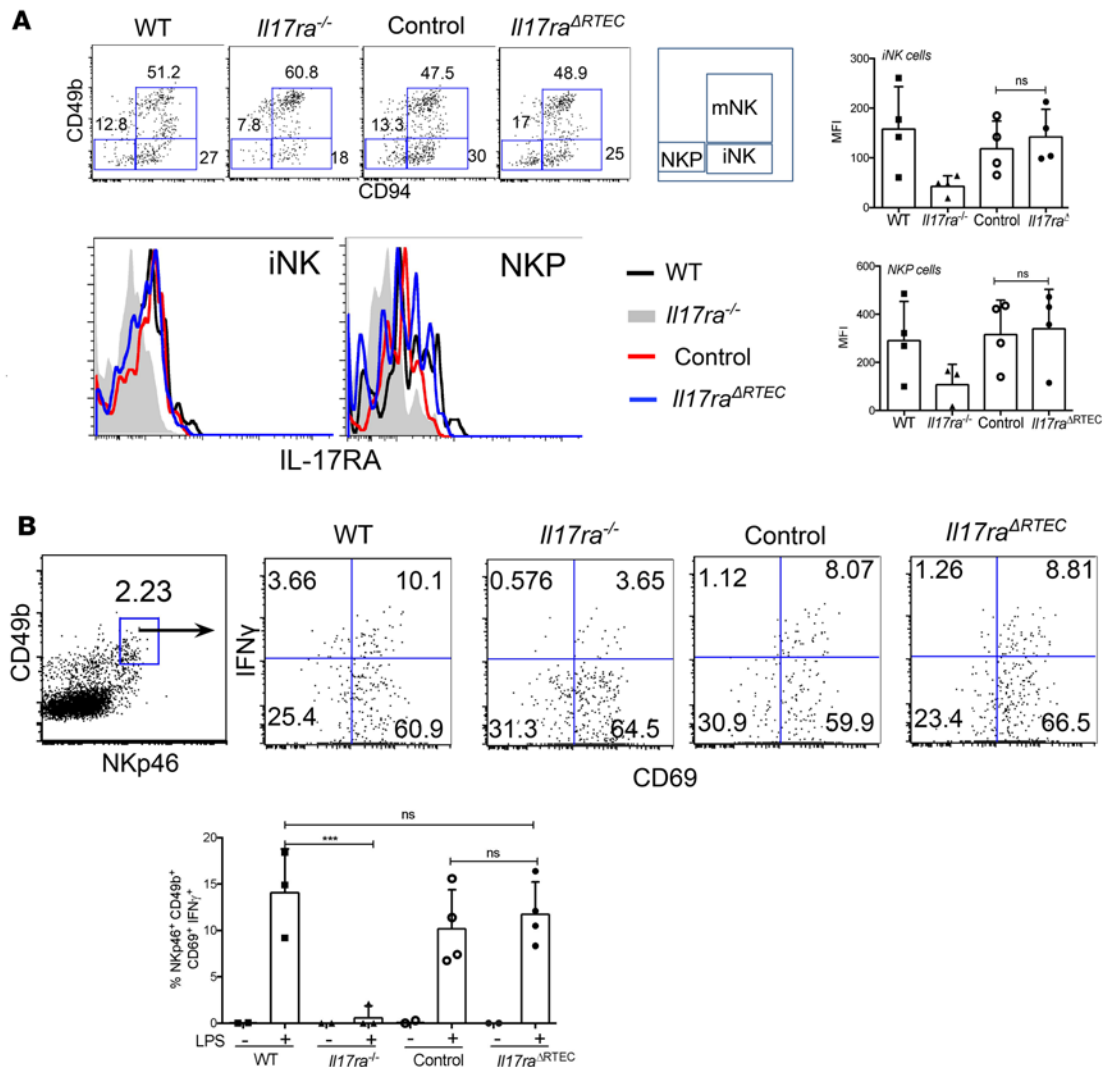 A
WT
Il17ra-/-
Control
Il17raΔRTEC
CD49b
51.2
12.8
27
60.8
7.8
18
47.5
13.3
30
48.9
17
25
CD94
mNK
NKP
iNK
iNK cells
MFI
300
200
100
0
ns
WT
Il17ra-/-
Control
Il17raΔ
iNK
NKP
IL-17RA
WT
Il17ra-/-
Control
Il17raΔRTEC
NKP cells
MFI
600
400
200
0
ns
WT
Il17ra-/-
Control
Il17raΔRTEC
B
CD49b
2.23
NKp46
WT
Il17ra-/-
Control
Il17raΔRTEC
IFNγ
3.66
10.1
25.4
60.9
0.576
3.65
31.3
64.5
1.12
8.07
30.9
59.9
1.26
8.81
23.4
66.5
CD69
% NKp46+ CD49b+
CD69+ IFNγ+
20
15
10
5
0
ns
***
ns
LPS - + - + - + - +
WT Il17ra-/- Control Il17raΔRTEC